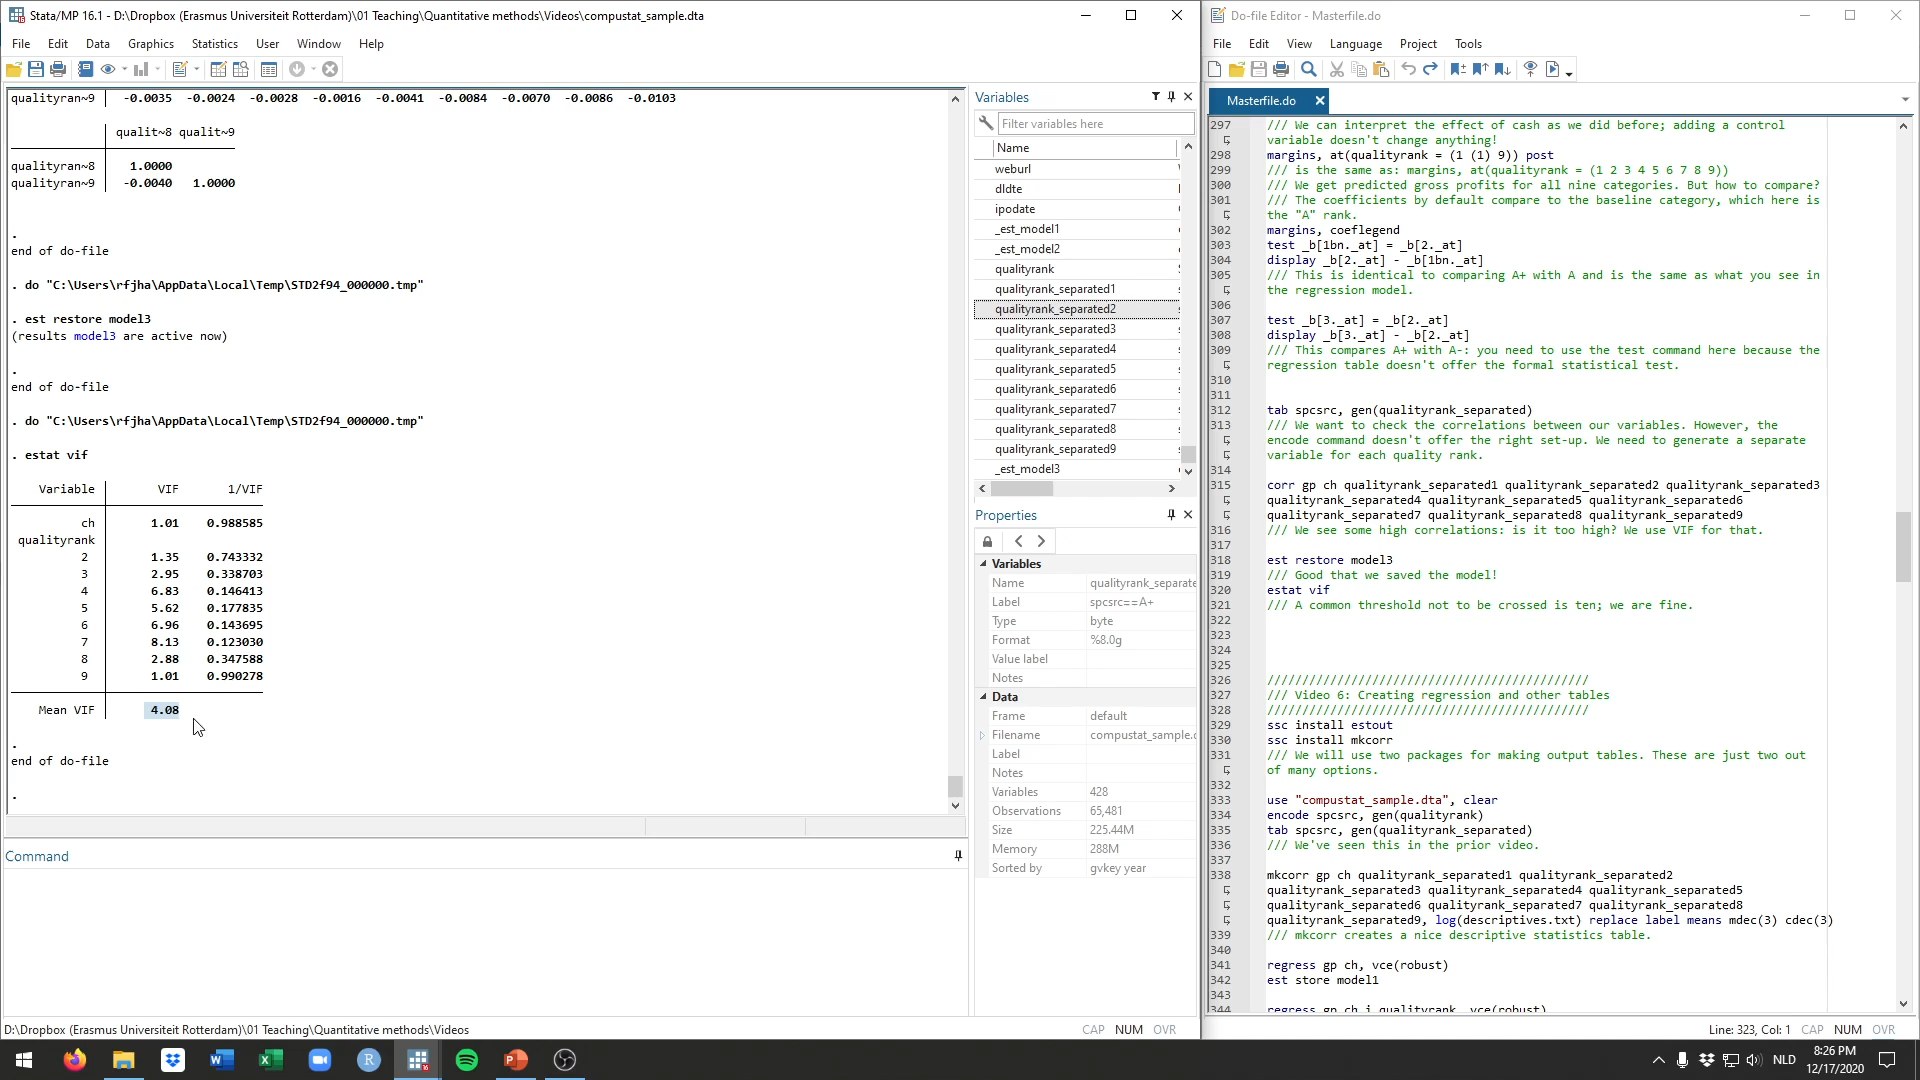 Stata/MP 16.1 - D:\Dropbox (Erasmus Universiteit Rotterdam)\01 Teaching\Quantitative methods\Videos\compustat_sample.dta
File Edit Data Graphics Statistics User Window Help
qualityran~9 -0.0035 -0.0024 -0.0028 -0.0016 -0.0041 -0.0084 -0.0070 -0.0086 -0.0103
qualit~8 qualit~9
qualityran~8 1.0000
qualityran~9 -0.0040 1.0000
.
end of do-file
. do "C:\Users\rfjha\AppData\Local\Temp\STD2f94_000000.tmp"
. est restore model3
(results model3 are active now)
.
end of do-file
. do "C:\Users\rfjha\AppData\Local\Temp\STD2f94_000000.tmp"
. estat vif
Variable VIF 1/VIF
ch 1.01 0.988585
qualityrank
2 1.35 0.743332
3 2.95 0.338703
4 6.83 0.146413
5 5.62 0.177835
6 6.96 0.143695
7 8.13 0.123030
8 2.88 0.347588
9 1.01 0.990278
Mean VIF 4.08
.
end of do-file
.
Command
D:\Dropbox (Erasmus Universiteit Rotterdam)\01 Teaching\Quantitative methods\Videos
CAP NUM OVR
Variables
Filter variables here
Name
weburl
dldte
ipodate
_est_model1
_est_model2
qualityrank
qualityrank_separated1
qualityrank_separated2
qualityrank_separated3
qualityrank_separated4
qualityrank_separated5
qualityrank_separated6
qualityrank_separated7
qualityrank_separated8
qualityrank_separated9
_est_model3
Properties
Variables
Name qualityrank_separate
Label spcsrc==A+
Type byte
Format %8.0g
Value label
Notes
Data
Frame default
Filename compustat_sample.
Label
Notes
Variables 428
Observations 65,481
Size 225.44M
Memory 288M
Sorted by gvkey year
Do-file Editor - Masterfile.do
File Edit View Language Project Tools
Masterfile.do
297 /// We can interpret the effect of cash as we did before; adding a control
variable doesn't change anything!
298 margins, at(qualityrank = (1 (1) 9)) post
299 /// is the same as: margins, at(qualityrank = (1 2 3 4 5 6 7 8 9))
300 /// We get predicted gross profits for all nine categories. But how to compare?
301 /// The coefficients by default compare to the baseline category, which here is
the "A" rank.
302 margins, coeflegend
303 test _b[1bn._at] = _b[2._at]
304 display _b[2._at] - _b[1bn._at]
305 /// This is identical to comparing A+ with A and is the same as what you see in
the regression model.
306
307 test _b[3._at] = _b[2._at]
308 display _b[3._at] - _b[2._at]
309 /// This compares A+ with A-: you need to use the test command here because the
regression table doesn't offer the formal statistical test.
310
311
312 tab spcsrc, gen(qualityrank_separated)
313 /// We want to check the correlations between our variables. However, the
encode command doesn't offer the right set-up. We need to generate a separate
variable for each quality rank.
314
315 corr gp ch qualityrank_separated1 qualityrank_separated2 qualityrank_separated3
qualityrank_separated4 qualityrank_separated5 qualityrank_separated6
qualityrank_separated7 qualityrank_separated8 qualityrank_separated9
316 /// We see some high correlations: is it too high? We use VIF for that.
317
318 est restore model3
319 /// Good that we saved the model!
320 estat vif
321 /// A common threshold not to be crossed is ten; we are fine.
322
323
324
325
326 //////////////////////////////////////////////
327 /// Video 6: Creating regression and other tables
328 //////////////////////////////////////////////
329 ssc install estout
330 ssc install mkcorr
331 /// We will use two packages for making output tables. These are just two out
of many options.
332
333 use "compustat_sample.dta", clear
334 encode spcsrc, gen(qualityrank)
335 tab spcsrc, gen(qualityrank_separated)
336 /// We've seen this in the prior video.
337
338 mkcorr gp ch qualityrank_separated1 qualityrank_separated2
qualityrank_separated3 qualityrank_separated4 qualityrank_separated5
qualityrank_separated6 qualityrank_separated7 qualityrank_separated8
qualityrank_separated9, log(descriptives.txt) replace label means mdec(3) cdec(3)
339 /// mkcorr creates a nice descriptive statistics table.
340
341 regress gp ch, vce(robust)
342 est store model1
343
344 regress gp ch i.qualityrank, vce(robust)
Line: 323, Col: 1 CAP NUM OVR
NLD
8:26 PM
12/17/2020